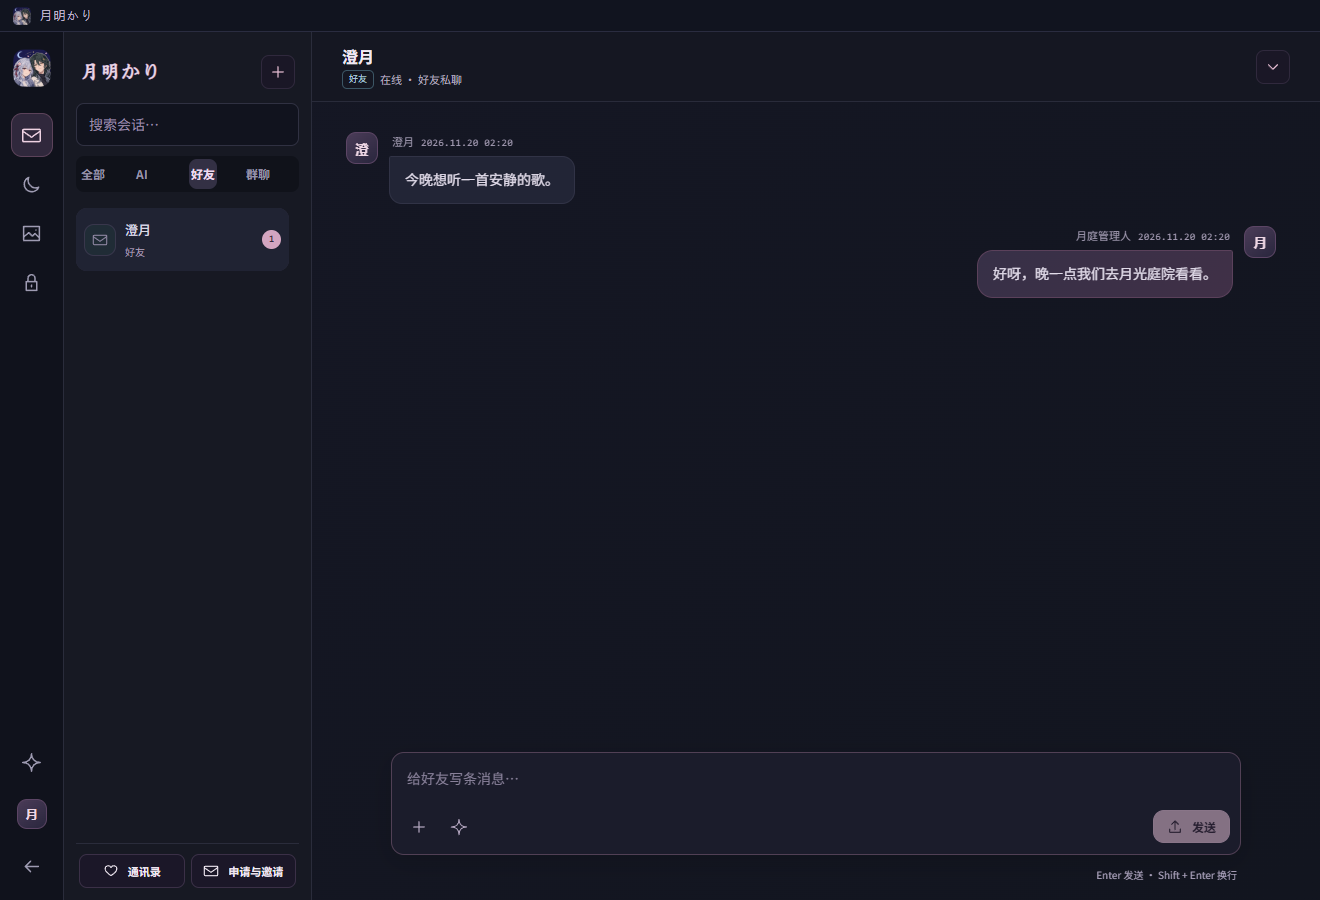 月明かり
月明かり
搜索会话…
全部 AI 好友 群聊
澄月
好友
1
通讯录
申请与邀请
月
澄月
好友 在线 · 好友私聊
澄
澄月 2026.11.20 02:20
今晚想听一首安静的歌。
月庭管理人 2026.11.20 02:20
月
好呀，晚一点我们去月光庭院看看。
给好友写条消息…
发送
Enter 发送 · Shift + Enter 换行